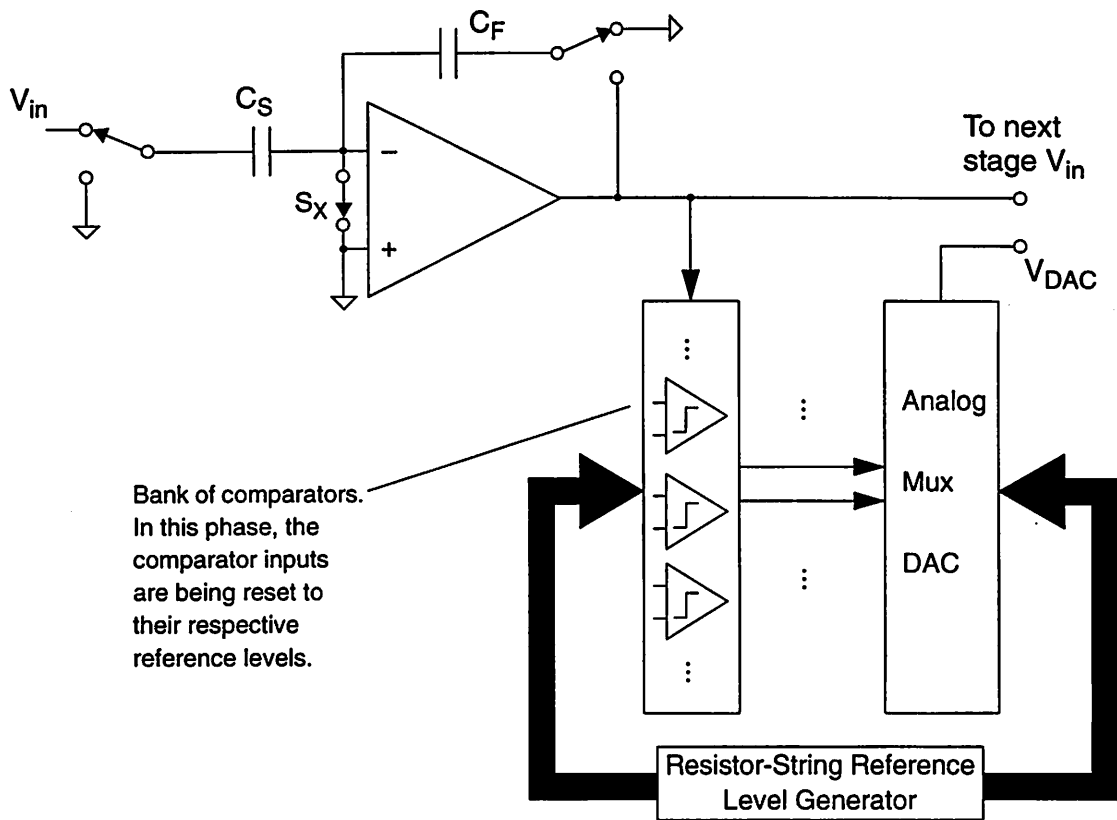 C_F
V_in
C_S
To next
stage V_in
−
S_X
+
V_DAC
Analog
Mux
DAC
Bank of comparators.
In this phase, the
comparator inputs
are being reset to
their respective
reference levels.
Resistor-String Reference
Level Generator